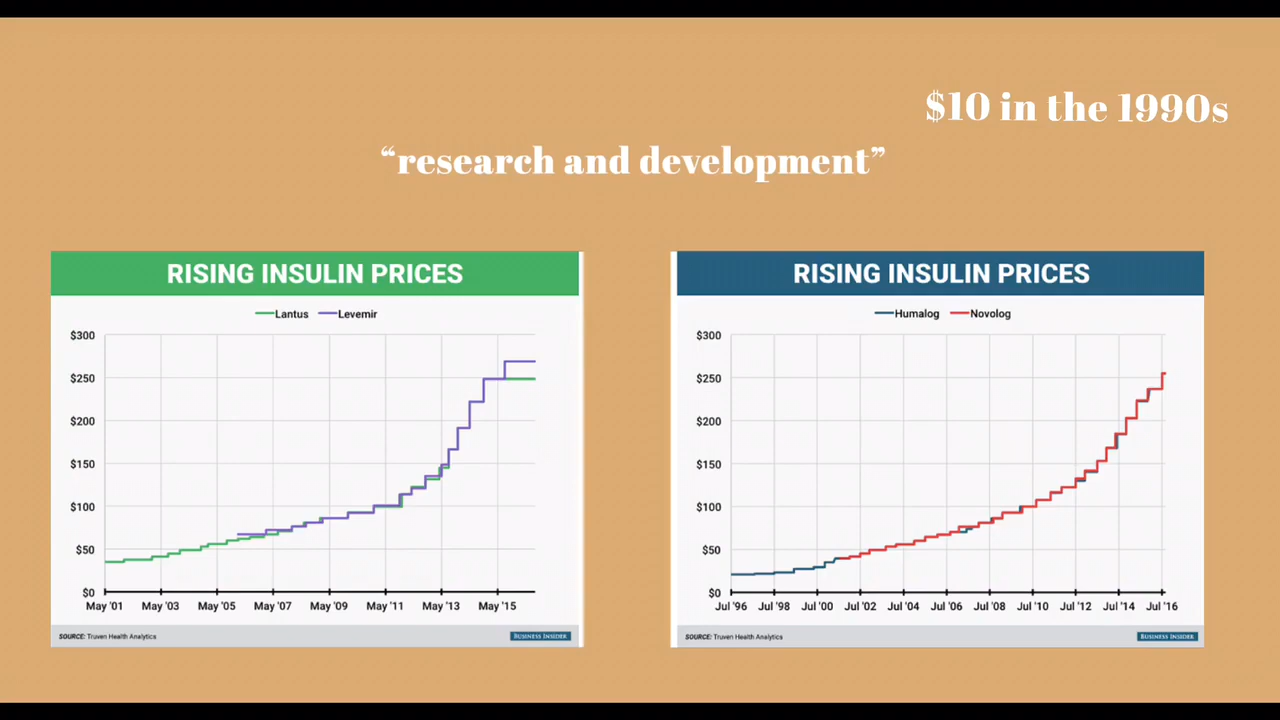 $10 in the 1990s
“research and development”
RISING INSULIN PRICES
Lantus Levemir
$300
$250
$200
$150
$100
$50
$0
May '01 May '03 May '05 May '07 May '09 May '11 May '13 May '15
SOURCE: Truven Health Analytics BUSINESS INSIDER
RISING INSULIN PRICES
Humalog Novolog
$300
$250
$200
$150
$100
$50
$0
Jul '96 Jul '98 Jul '00 Jul '02 Jul '04 Jul '06 Jul '08 Jul '10 Jul '12 Jul '14 Jul '16
SOURCE: Truven Health Analytics BUSINESS INSIDER